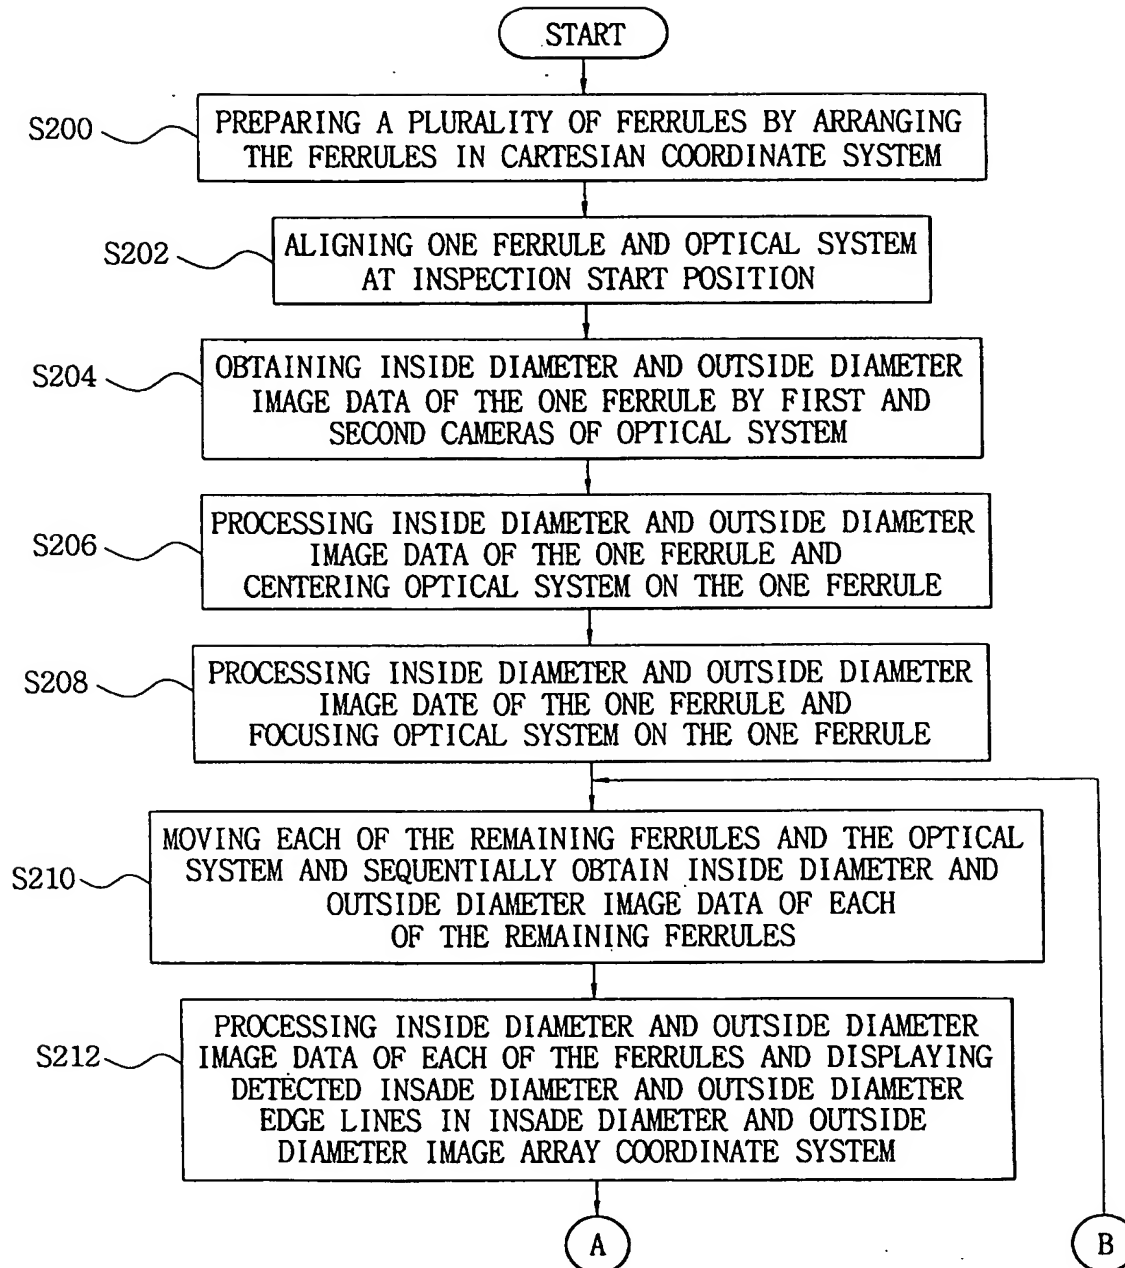 START
S200
PREPARING A PLURALITY OF FERRULES BY ARRANGING
THE FERRULES IN CARTESIAN COORDINATE SYSTEM
S202
ALIGNING ONE FERRULE AND OPTICAL SYSTEM
AT INSPECTION START POSITION
S204
OBTAINING INSIDE DIAMETER AND OUTSIDE DIAMETER
IMAGE DATA OF THE ONE FERRULE BY FIRST AND
SECOND CAMERAS OF OPTICAL SYSTEM
S206
PROCESSING INSIDE DIAMETER AND OUTSIDE DIAMETER
IMAGE DATA OF THE ONE FERRULE AND
CENTERING OPTICAL SYSTEM ON THE ONE FERRULE
S208
PROCESSING INSIDE DIAMETER AND OUTSIDE DIAMETER
IMAGE DATE OF THE ONE FERRULE AND
FOCUSING OPTICAL SYSTEM ON THE ONE FERRULE
S210
MOVING EACH OF THE REMAINING FERRULES AND THE OPTICAL
SYSTEM AND SEQUENTIALLY OBTAIN INSIDE DIAMETER AND
OUTSIDE DIAMETER IMAGE DATA OF EACH
OF THE REMAINING FERRULES
S212
PROCESSING INSIDE DIAMETER AND OUTSIDE DIAMETER
IMAGE DATA OF EACH OF THE FERRULES AND DISPLAYING
DETECTED INSADE DIAMETER AND OUTSIDE DIAMETER
EDGE LINES IN INSADE DIAMETER AND OUTSIDE
DIAMETER IMAGE ARRAY COORDINATE SYSTEM
A
B